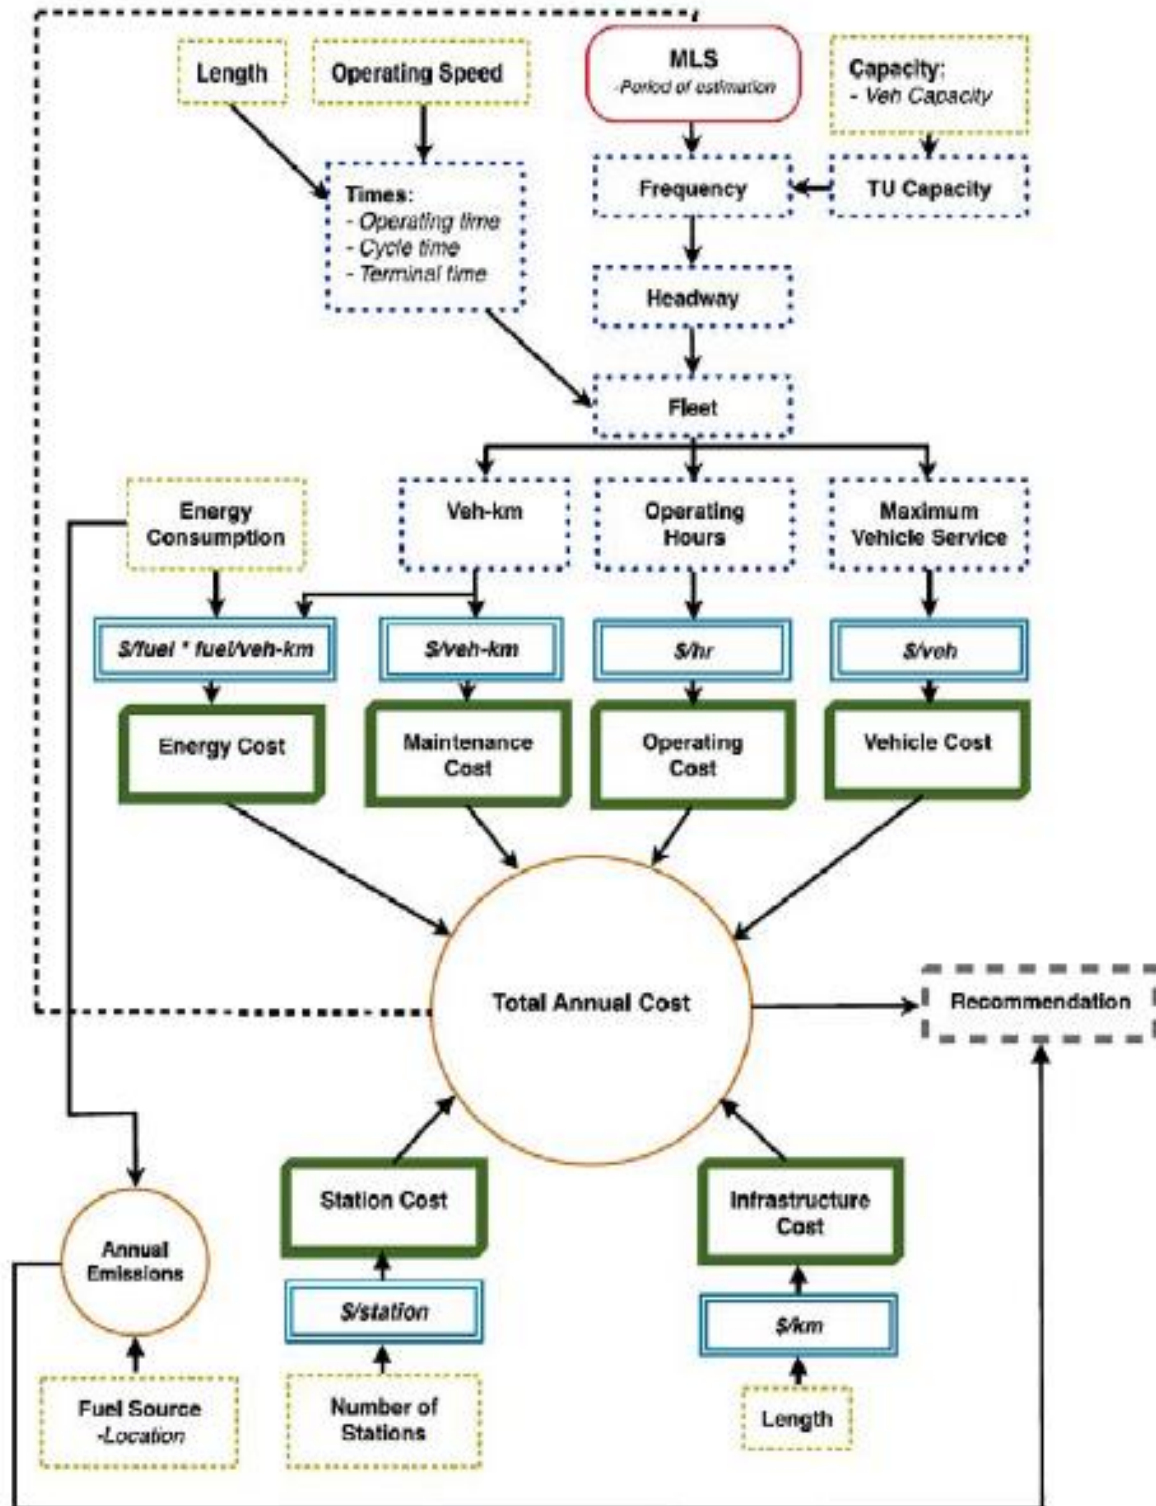 Length
Operating Speed
MLS
-Period of estimation
Capacity:
- Veh Capacity
Times:
- Operating time
- Cycle time
- Terminal time
Frequency
TU Capacity
Headway
Fleet
Energy
Consumption
Veh-km
Operating
Hours
Maximum
Vehicle Service
$/fuel * fuel/veh-km
$/veh-km
$/hr
$/veh
Energy Cost
Maintenance
Cost
Operating
Cost
Vehicle Cost
Total Annual Cost
Recommendation
Station Cost
Infrastructure
Cost
Annual
Emissions
$/station
$/km
Fuel Source
-Location
Number of
Stations
Length